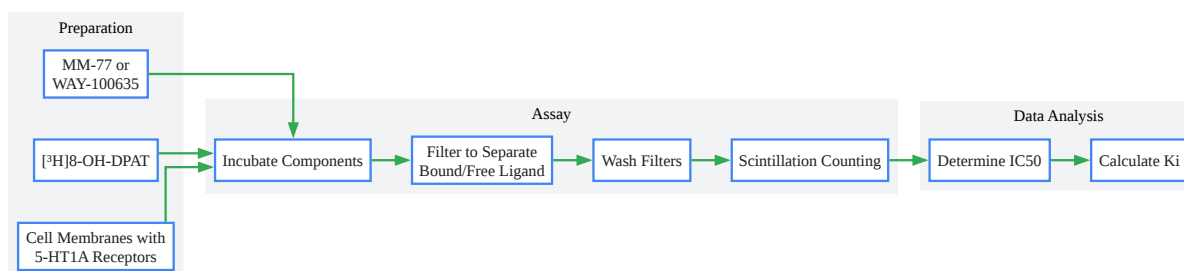 Preparation
MM-77 or
WAY-100635
[³H]8-OH-DPAT
Cell Membranes with
5-HT1A Receptors
Assay
Incubate Components
Filter to Separate
Bound/Free Ligand
Wash Filters
Scintillation Counting
Data Analysis
Determine IC50
Calculate Ki